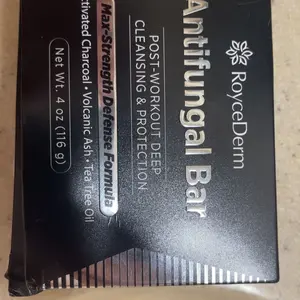 RoyceDerm
Antifungal Bar
POST-WORKOUT DEEP
CLEANSING & PROTECTION
Max-Strength Defense Formula
Activated Charcoal • Volcanic Ash • Tea Tree Oil
Net Wt. 4 oz (116 g)